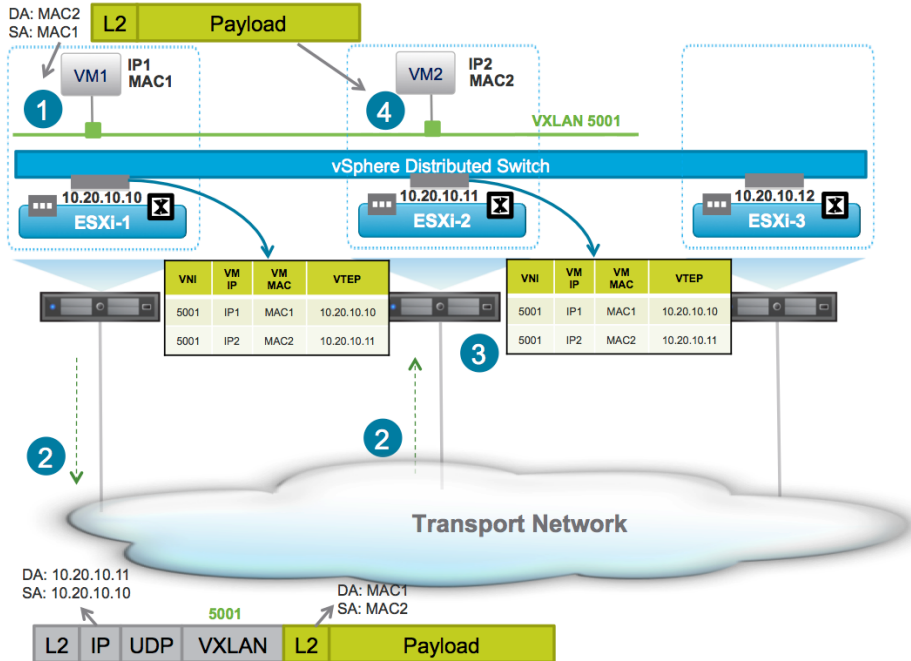 DA: MAC2
SA: MAC1
L2 Payload
VM1
IP1
MAC1
VM2
IP2
MAC2
1
4
VXLAN 5001
vSphere Distributed Switch
10.20.10.10
ESXi-1
10.20.10.11
ESXi-2
10.20.10.12
ESXi-3
VNI VM IP VM MAC VTEP
5001 IP1 MAC1 10.20.10.10
5001 IP2 MAC2 10.20.10.11
VNI VM IP VM MAC VTEP
5001 IP1 MAC1 10.20.10.10
5001 IP2 MAC2 10.20.10.11
3
2
2
Transport Network
DA: 10.20.10.11
SA: 10.20.10.10
5001
DA: MAC1
SA: MAC2
L2 IP UDP VXLAN L2 Payload